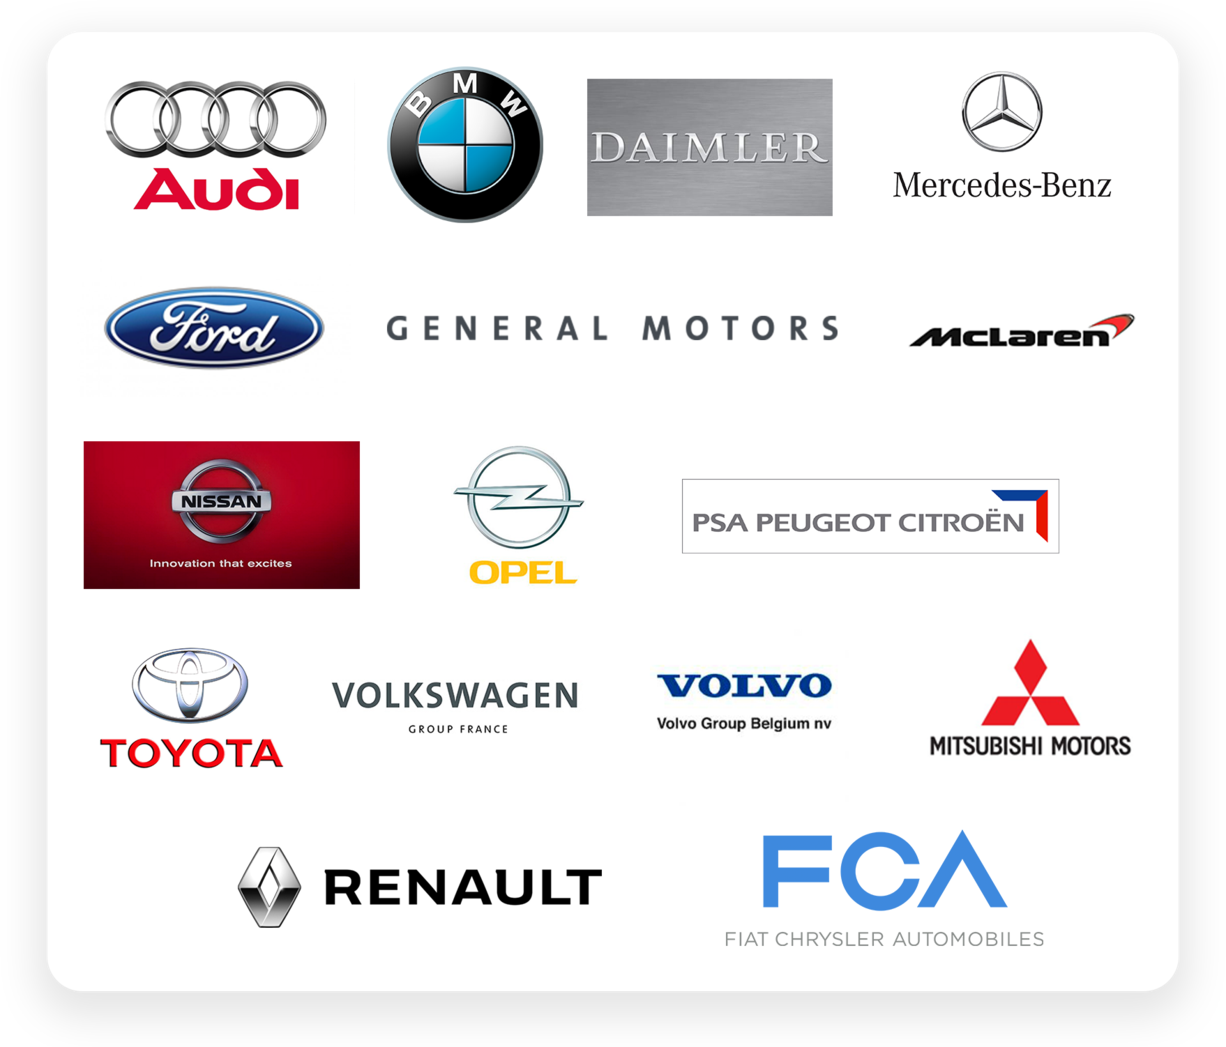 Audi
BMW
DAIMLER
Mercedes-Benz
Ford
GENERAL MOTORS
McLaren
NISSAN
Innovation that excites
OPEL
PSA PEUGEOT CITROËN
TOYOTA
VOLKSWAGEN
GROUP FRANCE
VOLVO
Volvo Group Belgium nv
MITSUBISHI MOTORS
RENAULT
FCA
FIAT CHRYSLER AUTOMOBILES